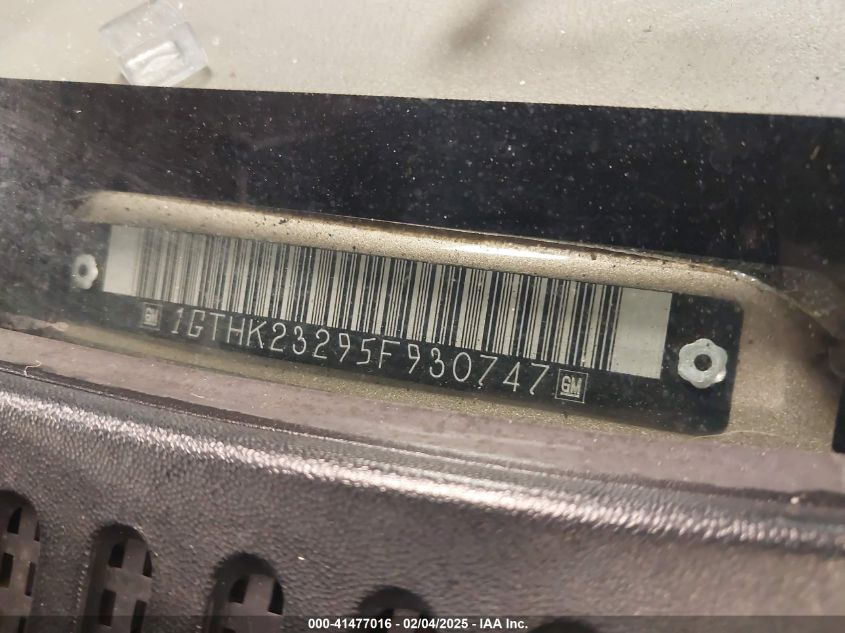 GM 1GTHK23295F930747 GM
000-41477016 - 02/04/2025 - IAA Inc.